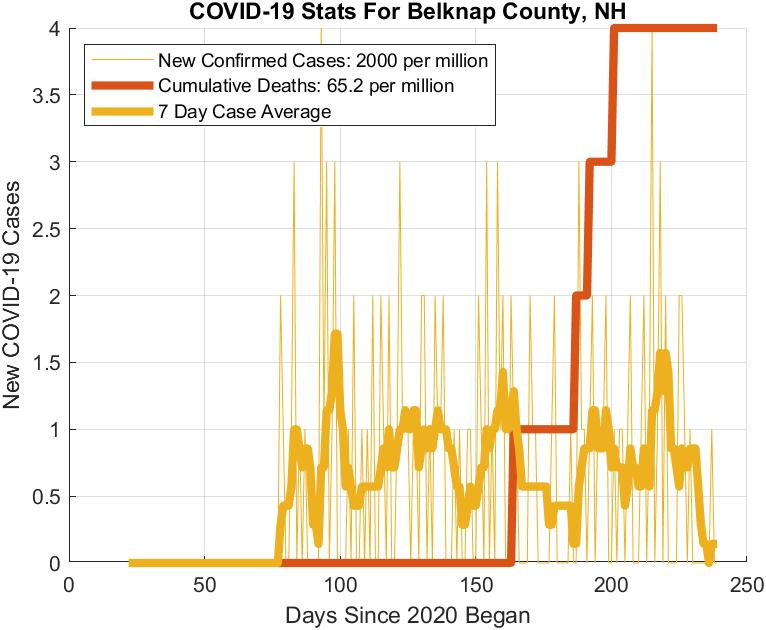 COVID-19 Stats For Belknap County, NH
New Confirmed Cases: 2000 per million
Cumulative Deaths: 65.2 per million
7 Day Case Average
New COVID-19 Cases
4
3.5
3
2.5
2
1.5
1
0.5
0
0 50 100 150 200 250
Days Since 2020 Began